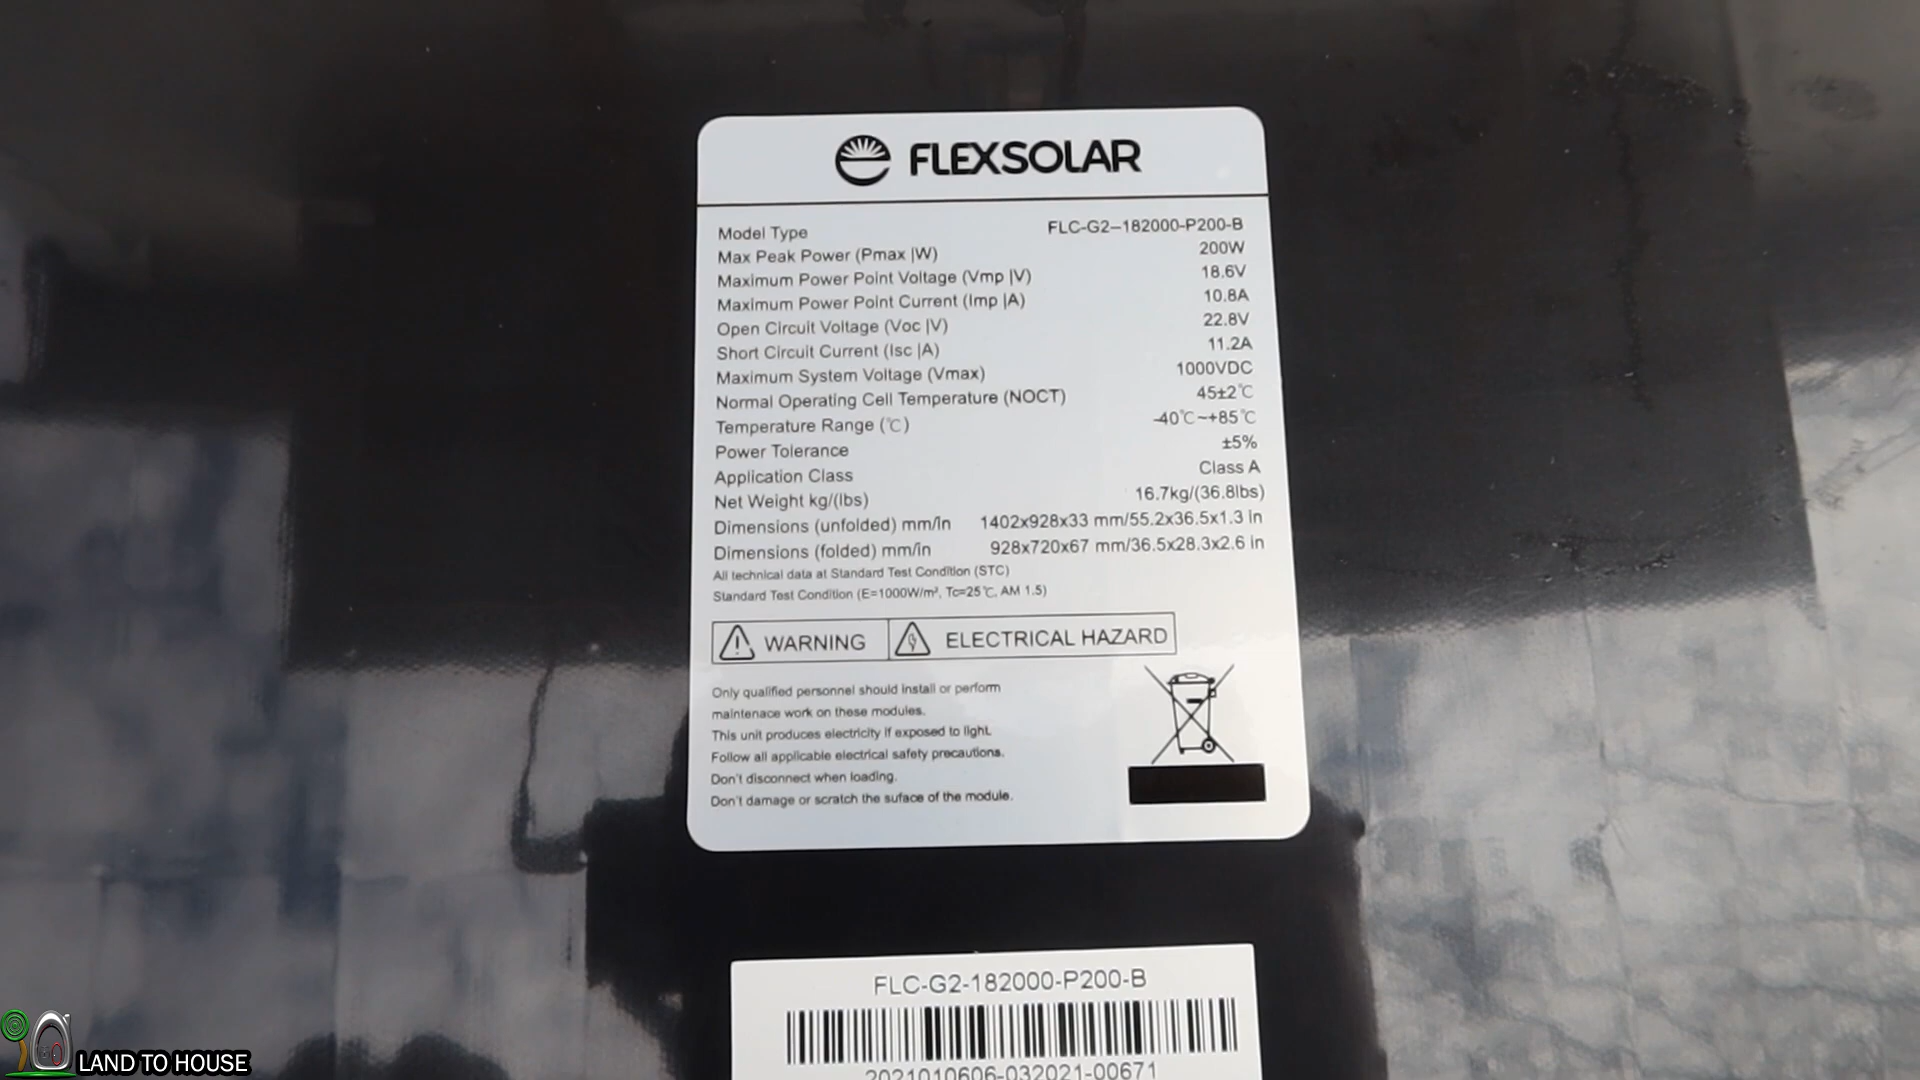 FLEXSOLAR
Model Type FLC-G2-182000-P200-B
Max Peak Power (Pmax |W) 200W
Maximum Power Point Voltage (Vmp |V) 18.6V
Maximum Power Point Current (Imp |A) 10.8A
Open Circuit Voltage (Voc |V) 22.8V
Short Circuit Current (Isc |A) 11.2A
Maximum System Voltage (Vmax) 1000VDC
Normal Operating Cell Temperature (NOCT) 45±2℃
Temperature Range (℃) -40℃~+85℃
Power Tolerance ±5%
Application Class Class A
Net Weight kg/(lbs) 16.7kg/(36.8lbs)
Dimensions (unfolded) mm/in 1402x928x33 mm/55.2x36.5x1.3 in
Dimensions (folded) mm/in 928x720x67 mm/36.5x28.3x2.6 in
All technical data at Standard Test Condition (STC)
Standard Test Condition (E=1000W/m², Tc=25℃, AM 1.5)
WARNING ELECTRICAL HAZARD
Only qualified personnel should install or perform
maintenace work on these modules.
This unit produces electricity if exposed to light.
Follow all applicable electrical safety precautions.
Don't disconnect when loading.
Don't damage or scratch the suface of the module.
FLC-G2-182000-P200-B
2021010606-032021-00671
LAND TO HOUSE